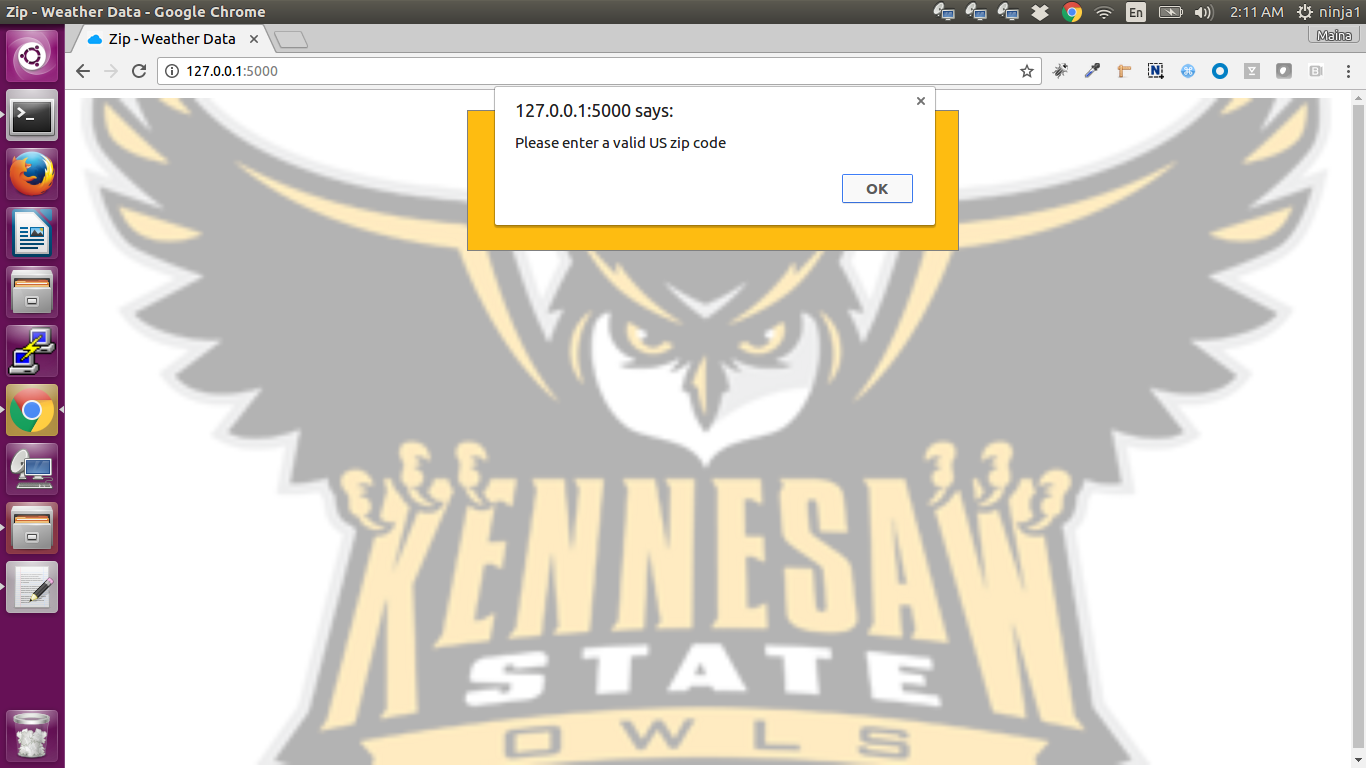 Zip - Weather Data - Google Chrome
En
2:11 AM
ninja1
Zip - Weather Data
Maina
127.0.0.1:5000
N
B
127.0.0.1:5000 says:
Please enter a valid US zip code
OK
KENNESAW
STATE
OWLS